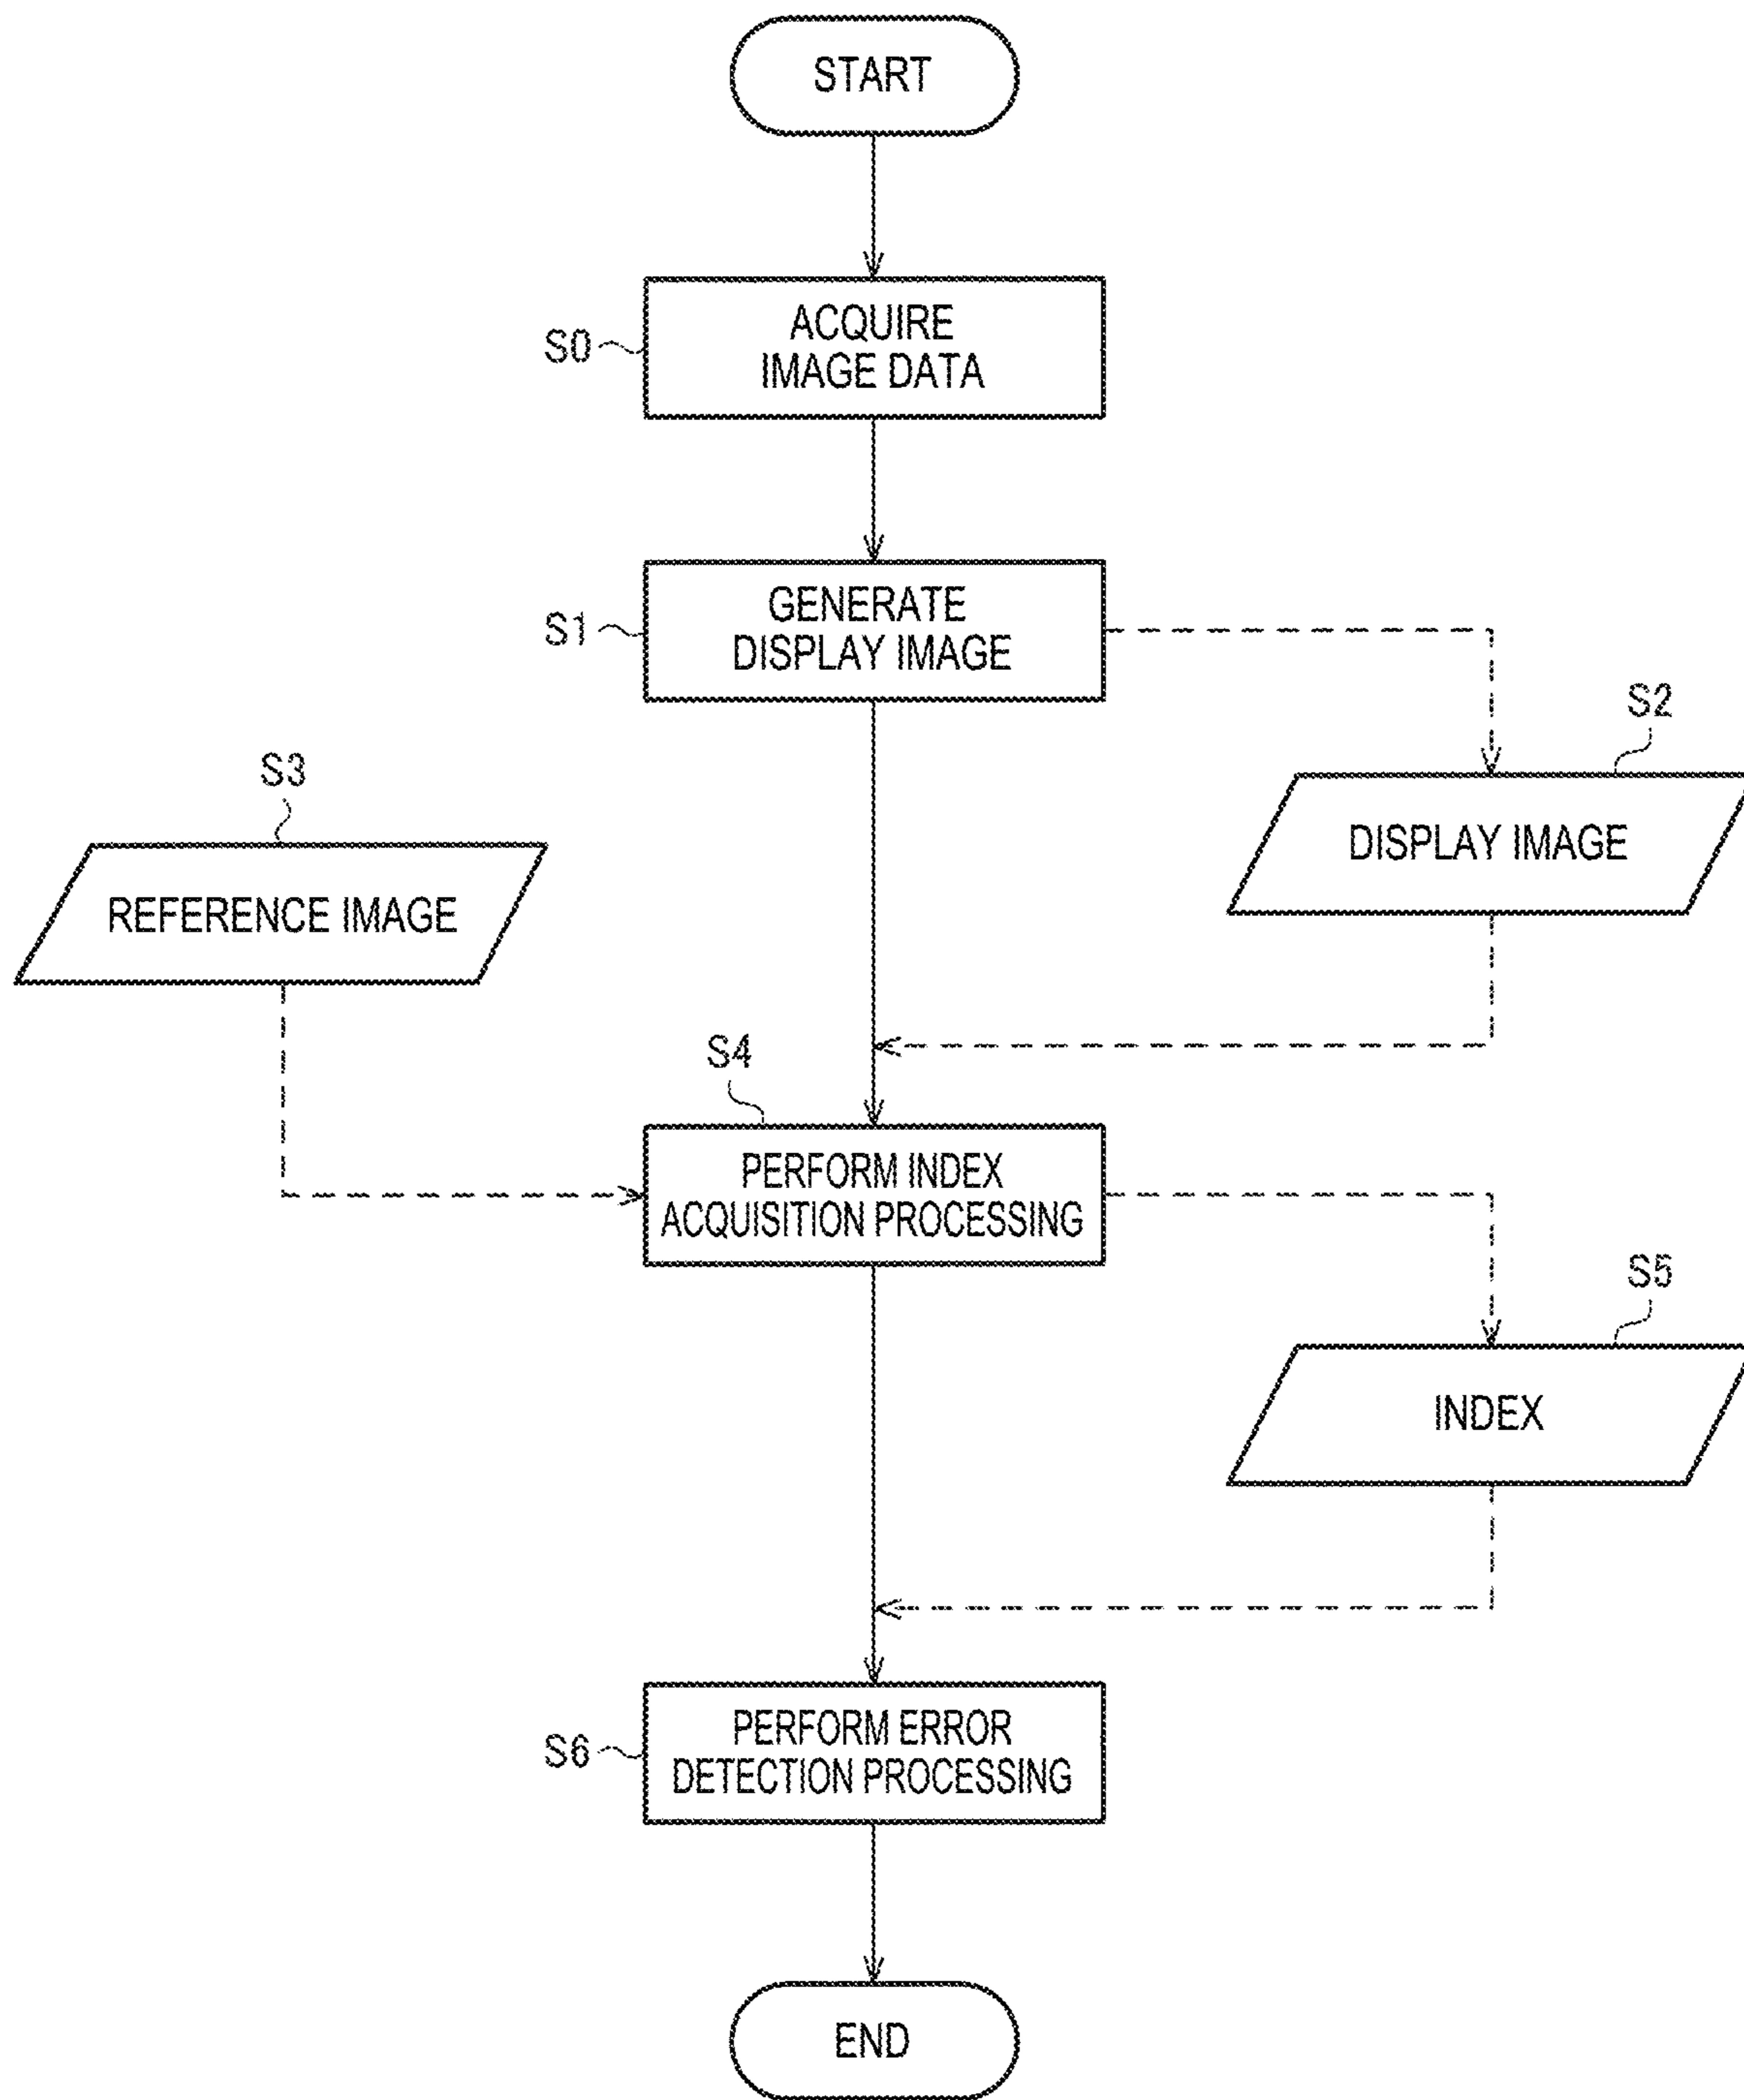 START
S0
ACQUIRE
IMAGE DATA
S1
GENERATE
DISPLAY IMAGE
S2
DISPLAY IMAGE
S3
REFERENCE IMAGE
S4
PERFORM INDEX
ACQUISITION PROCESSING
S5
INDEX
S6
PERFORM ERROR
DETECTION PROCESSING
END